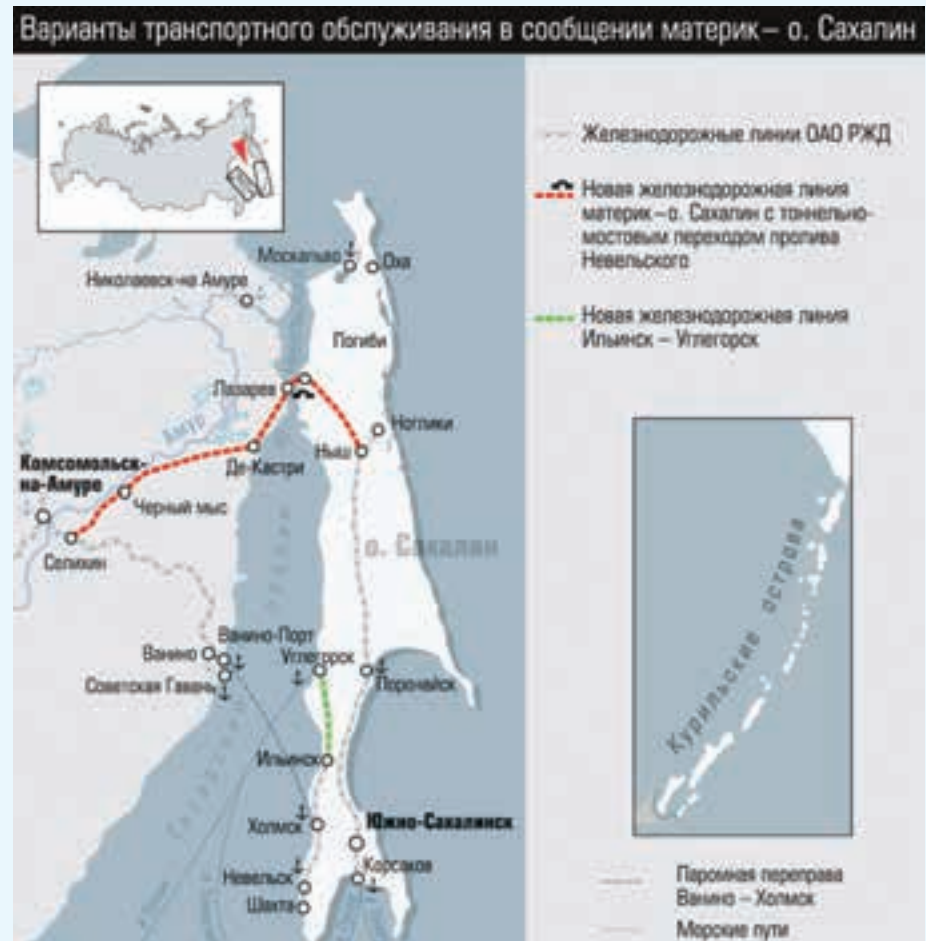 Варианты транспортного обслуживания в сообщении материк – о. Сахалин
Железнодорожные линии ОАО РЖД
Новая железнодорожная линия
материк – о. Сахалин с тоннельно-
мостовым переходом пролива
Невельского
Новая железнодорожная линия
Ильинск – Углегорск
Москальво
Оха
Николаевск-на Амуре
Погиби
Лазарев
Ноглики
Амур
Ныш
Де-Кастри
Комсомольск-
на-Амуре
Черный мыс
о. Сахалин
Селихин
Ванино-Порт
Ванино
Углегорск
Советская Гавань
Поронайск
Ильинск
Холмск
Южно-Сахалинск
Невельск
Корсаков
Шахта
Курильские острова
Паромная переправа
Ванино – Холмск
Морские пути